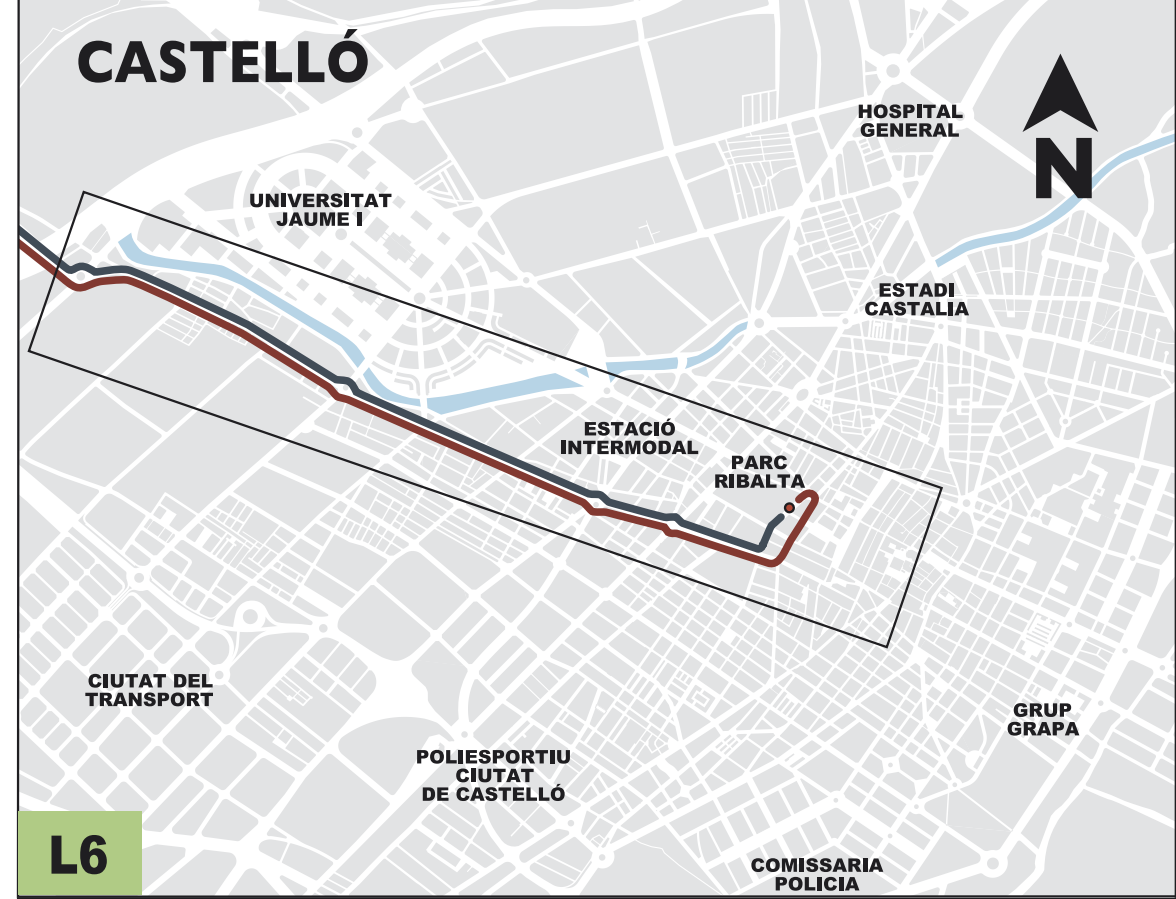 CASTELLÓ
HOSPITAL
GENERAL
N
UNIVERSITAT
JAUME I
ESTADI
CASTALIA
ESTACIÓ
INTERMODAL
PARC
RIBALTA
CIUTAT DEL
TRANSPORT
GRUP
GRAPA
POLIESPORTIU
CIUTAT
DE CASTELLÓ
L6
COMISSARIA
POLICIA